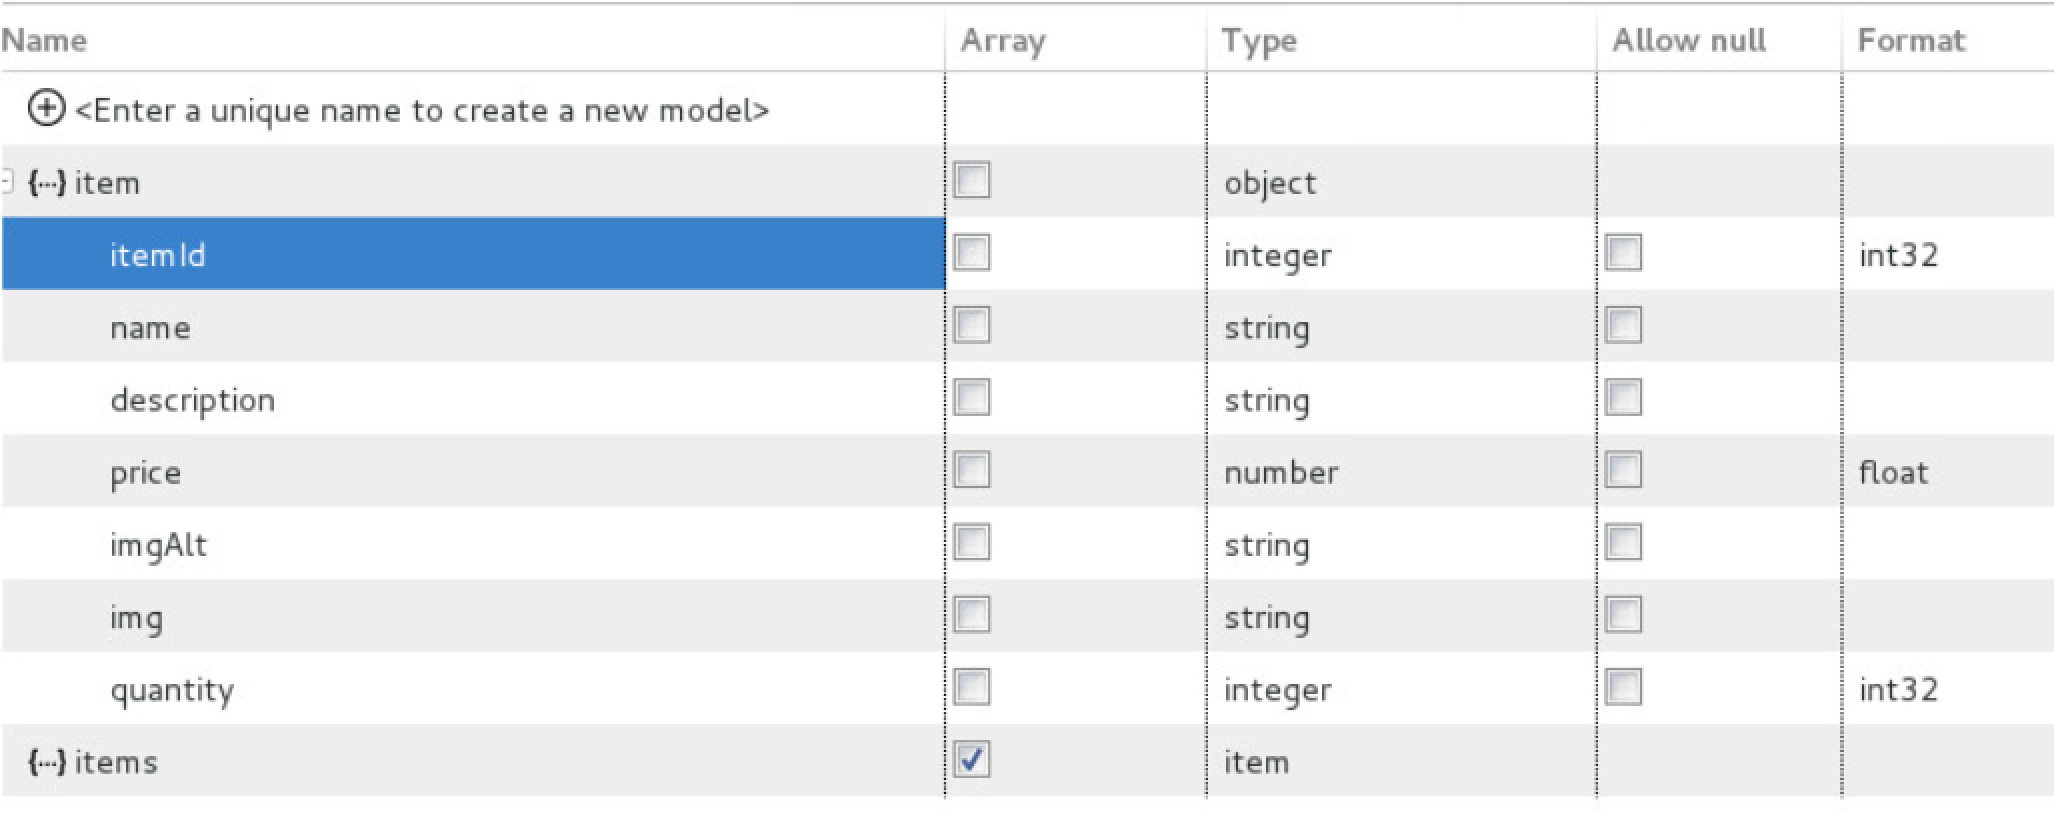 Name Array Type Allow null Format
<Enter a unique name to create a new model>
{...} item object
itemId integer int32
name string
description string
price number float
imgAlt string
img string
quantity integer int32
{...} items item